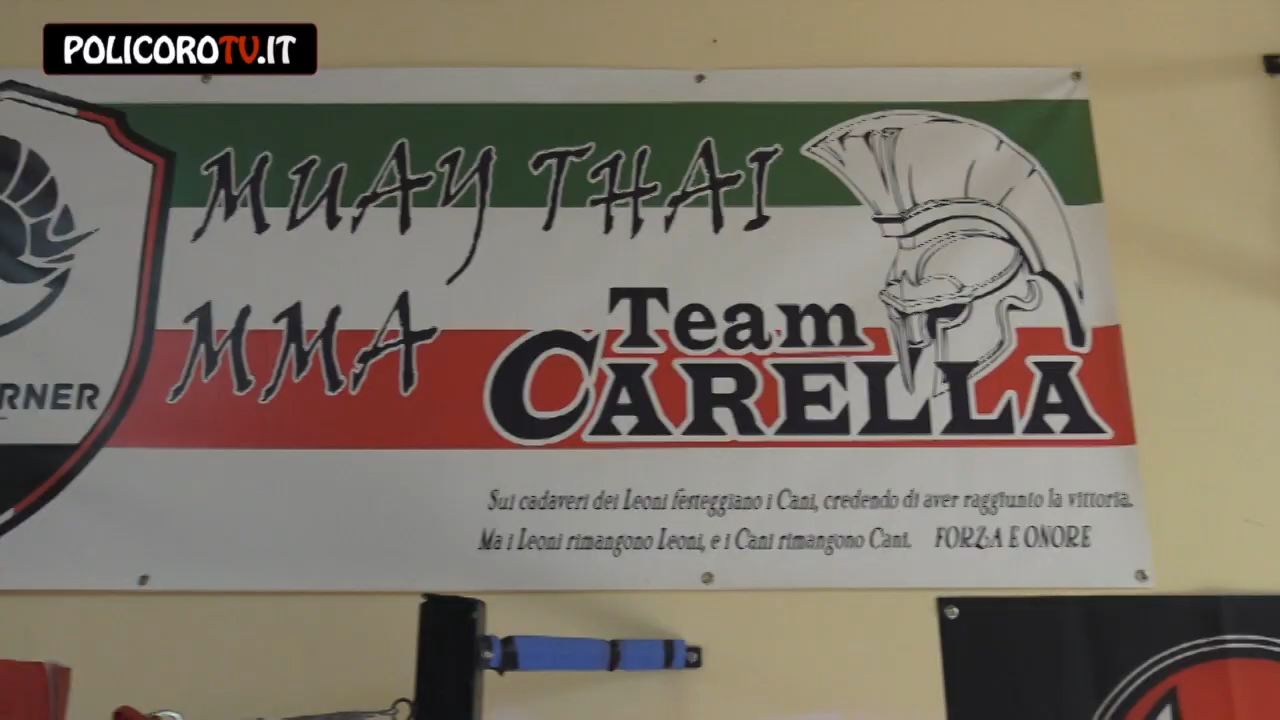 POLICOROTV.IT
MUAY THAI
MMA
Team
CARELLA
RNER
Sui cadaveri dei Leoni festeggiano i Cani, credendo di aver raggiunto la vittoria.
Ma i Leoni rimangono Leoni, e i Cani rimangono Cani. FORZA E ONORE